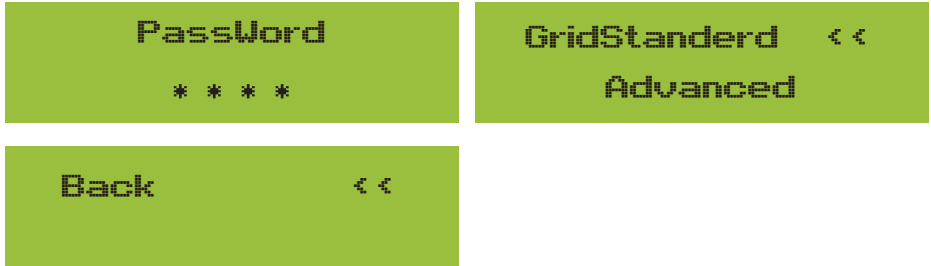 PassWord
* * * *
GridStanderd <<
Advanced
Back <<